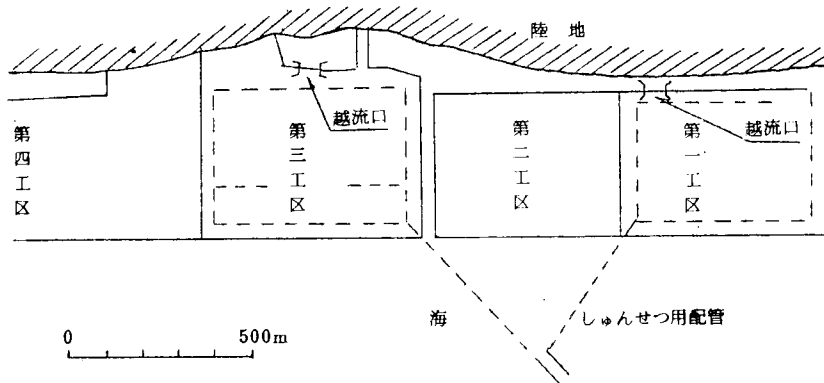 陸地
越流口
越流口
第四工区
第三工区
第二工区
第一工区
海
しゅんせつ用配管
0 500m